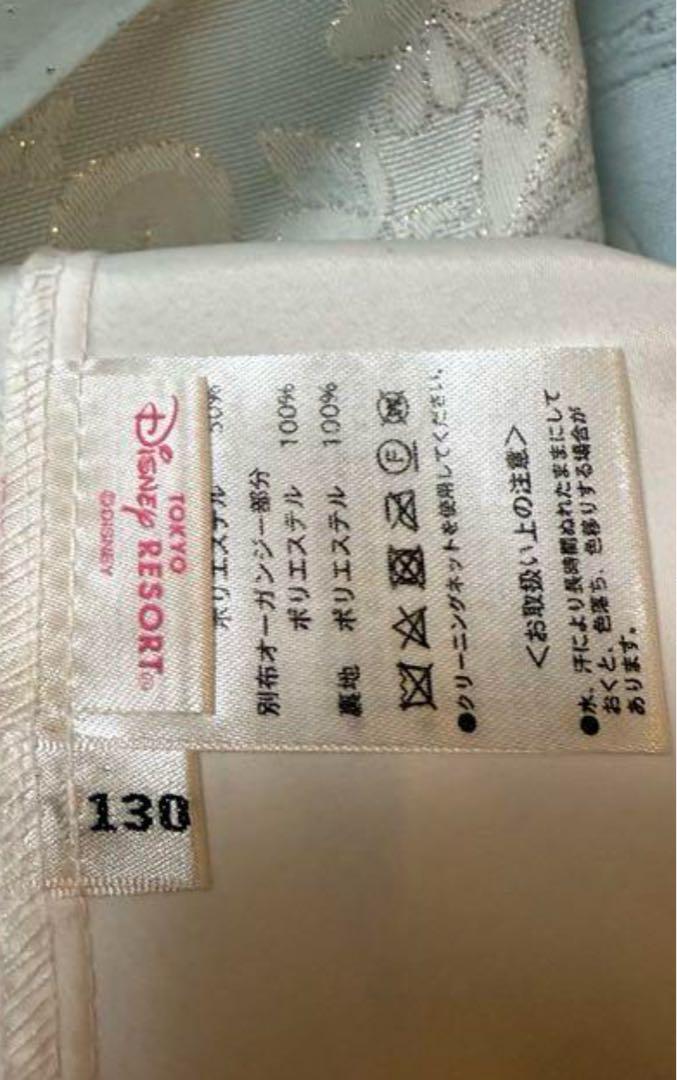 TOKYO
Disney RESORT®
©DISNEY
ポリエステル 50%
別布オーガンジー部分
ポリエステル 100%
裏地 ポリエステル 100%
●クリーニングネットを使用してください。
<お取扱い上の注意>
●水、汗により長時間ぬれたままにして
おくと、色落ち、色移りする場合が
あります。
130